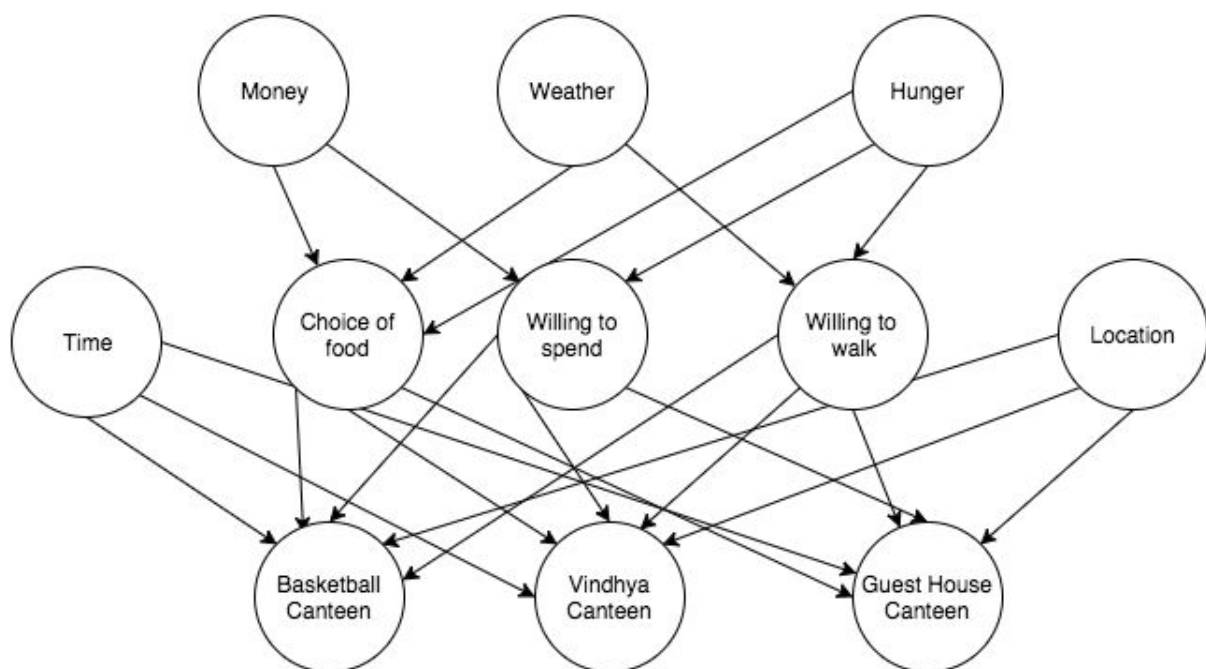 Money
Weather
Hunger
Time
Choice of
food
Willing to
spend
Willing to
walk
Location
Basketball
Canteen
Vindhya
Canteen
Guest House
Canteen